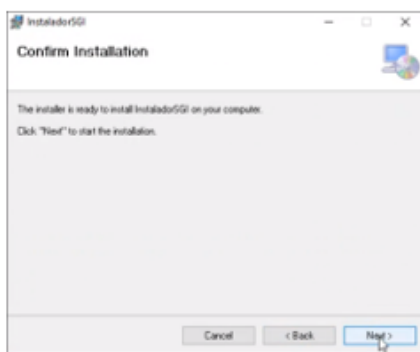 InstaladorSGI
Confirm Installation
The installer is ready to install InstaladorSGI on your computer.
Click "Next" to start the installation.
Cancel
< Back
Next >